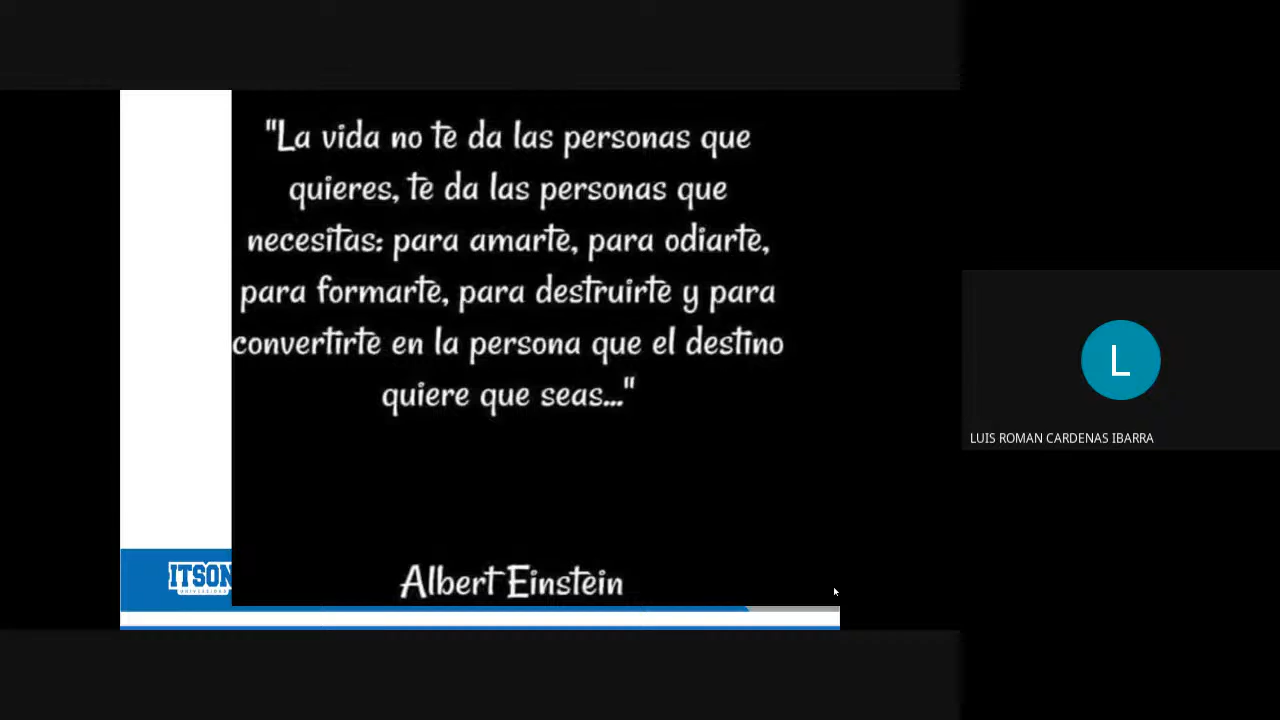 "La vida no te da las personas que
quieres, te da las personas que
necesitas: para amarte, para odiarte,
para formarte, para destruirte y para
convertirte en la persona que el destino
quiere que seas..."
Albert Einstein
ITSON
L
LUIS ROMAN CARDENAS IBARRA